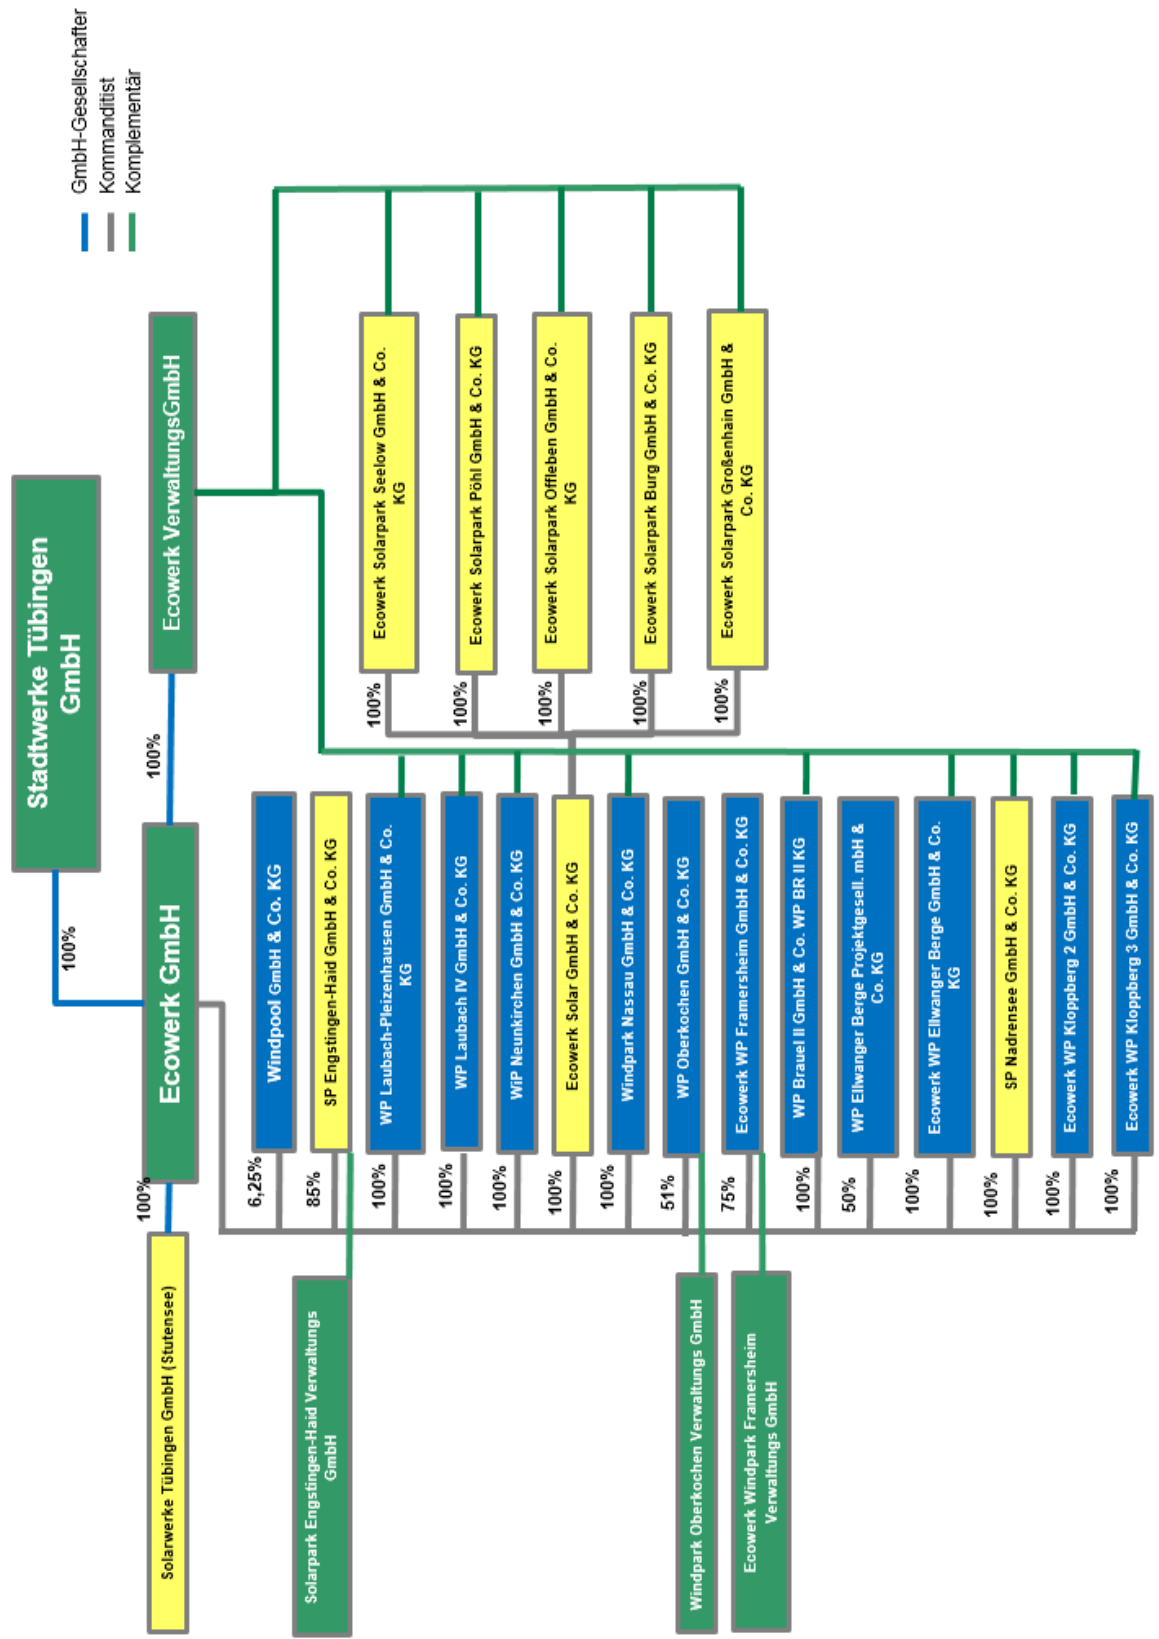 Stadtwerke Tübingen
GmbH
GmbH-Gesellschafter
Kommanditist
Komplementär
100%
Solarwerke Tübingen GmbH (Stutensee)
100%
Ecowerk GmbH
100%
Ecowerk VerwaltungsGmbH
6,25%
Windpool GmbH & Co. KG
Solarpark Engstingen-Haid Verwaltungs
GmbH
85%
SP Engstingen-Haid GmbH & Co. KG
100%
WP Laubach-Pleizenhausen GmbH & Co.
KG
100%
WP Laubach IV GmbH & Co. KG
100%
WiP Neunkirchen GmbH & Co. KG
100%
Ecowerk Solar GmbH & Co. KG
100%
Windpark Nassau GmbH & Co. KG
Windpark Oberkochen Verwaltungs GmbH
51%
WP Oberkochen GmbH & Co. KG
Ecowerk Windpark Framersheim
Verwaltungs GmbH
75%
Ecowerk WP Framersheim GmbH & Co. KG
100%
WP Brauel II GmbH & Co. WP BR II KG
50%
WP Ellwanger Berge Projektgesell. mbH &
Co. KG
100%
Ecowerk WP Ellwanger Berge GmbH & Co.
KG
100%
SP Nadrensee GmbH & Co. KG
100%
Ecowerk WP Kloppberg 2 GmbH & Co. KG
100%
Ecowerk WP Kloppberg 3 GmbH & Co. KG
100%
Ecowerk Solarpark Seelow GmbH & Co.
KG
100%
Ecowerk Solarpark Pöhl GmbH & Co. KG
100%
Ecowerk Solarpark Offleben GmbH & Co.
KG
100%
Ecowerk Solarpark Burg GmbH & Co. KG
100%
Ecowerk Solarpark Großenhain GmbH &
Co. KG